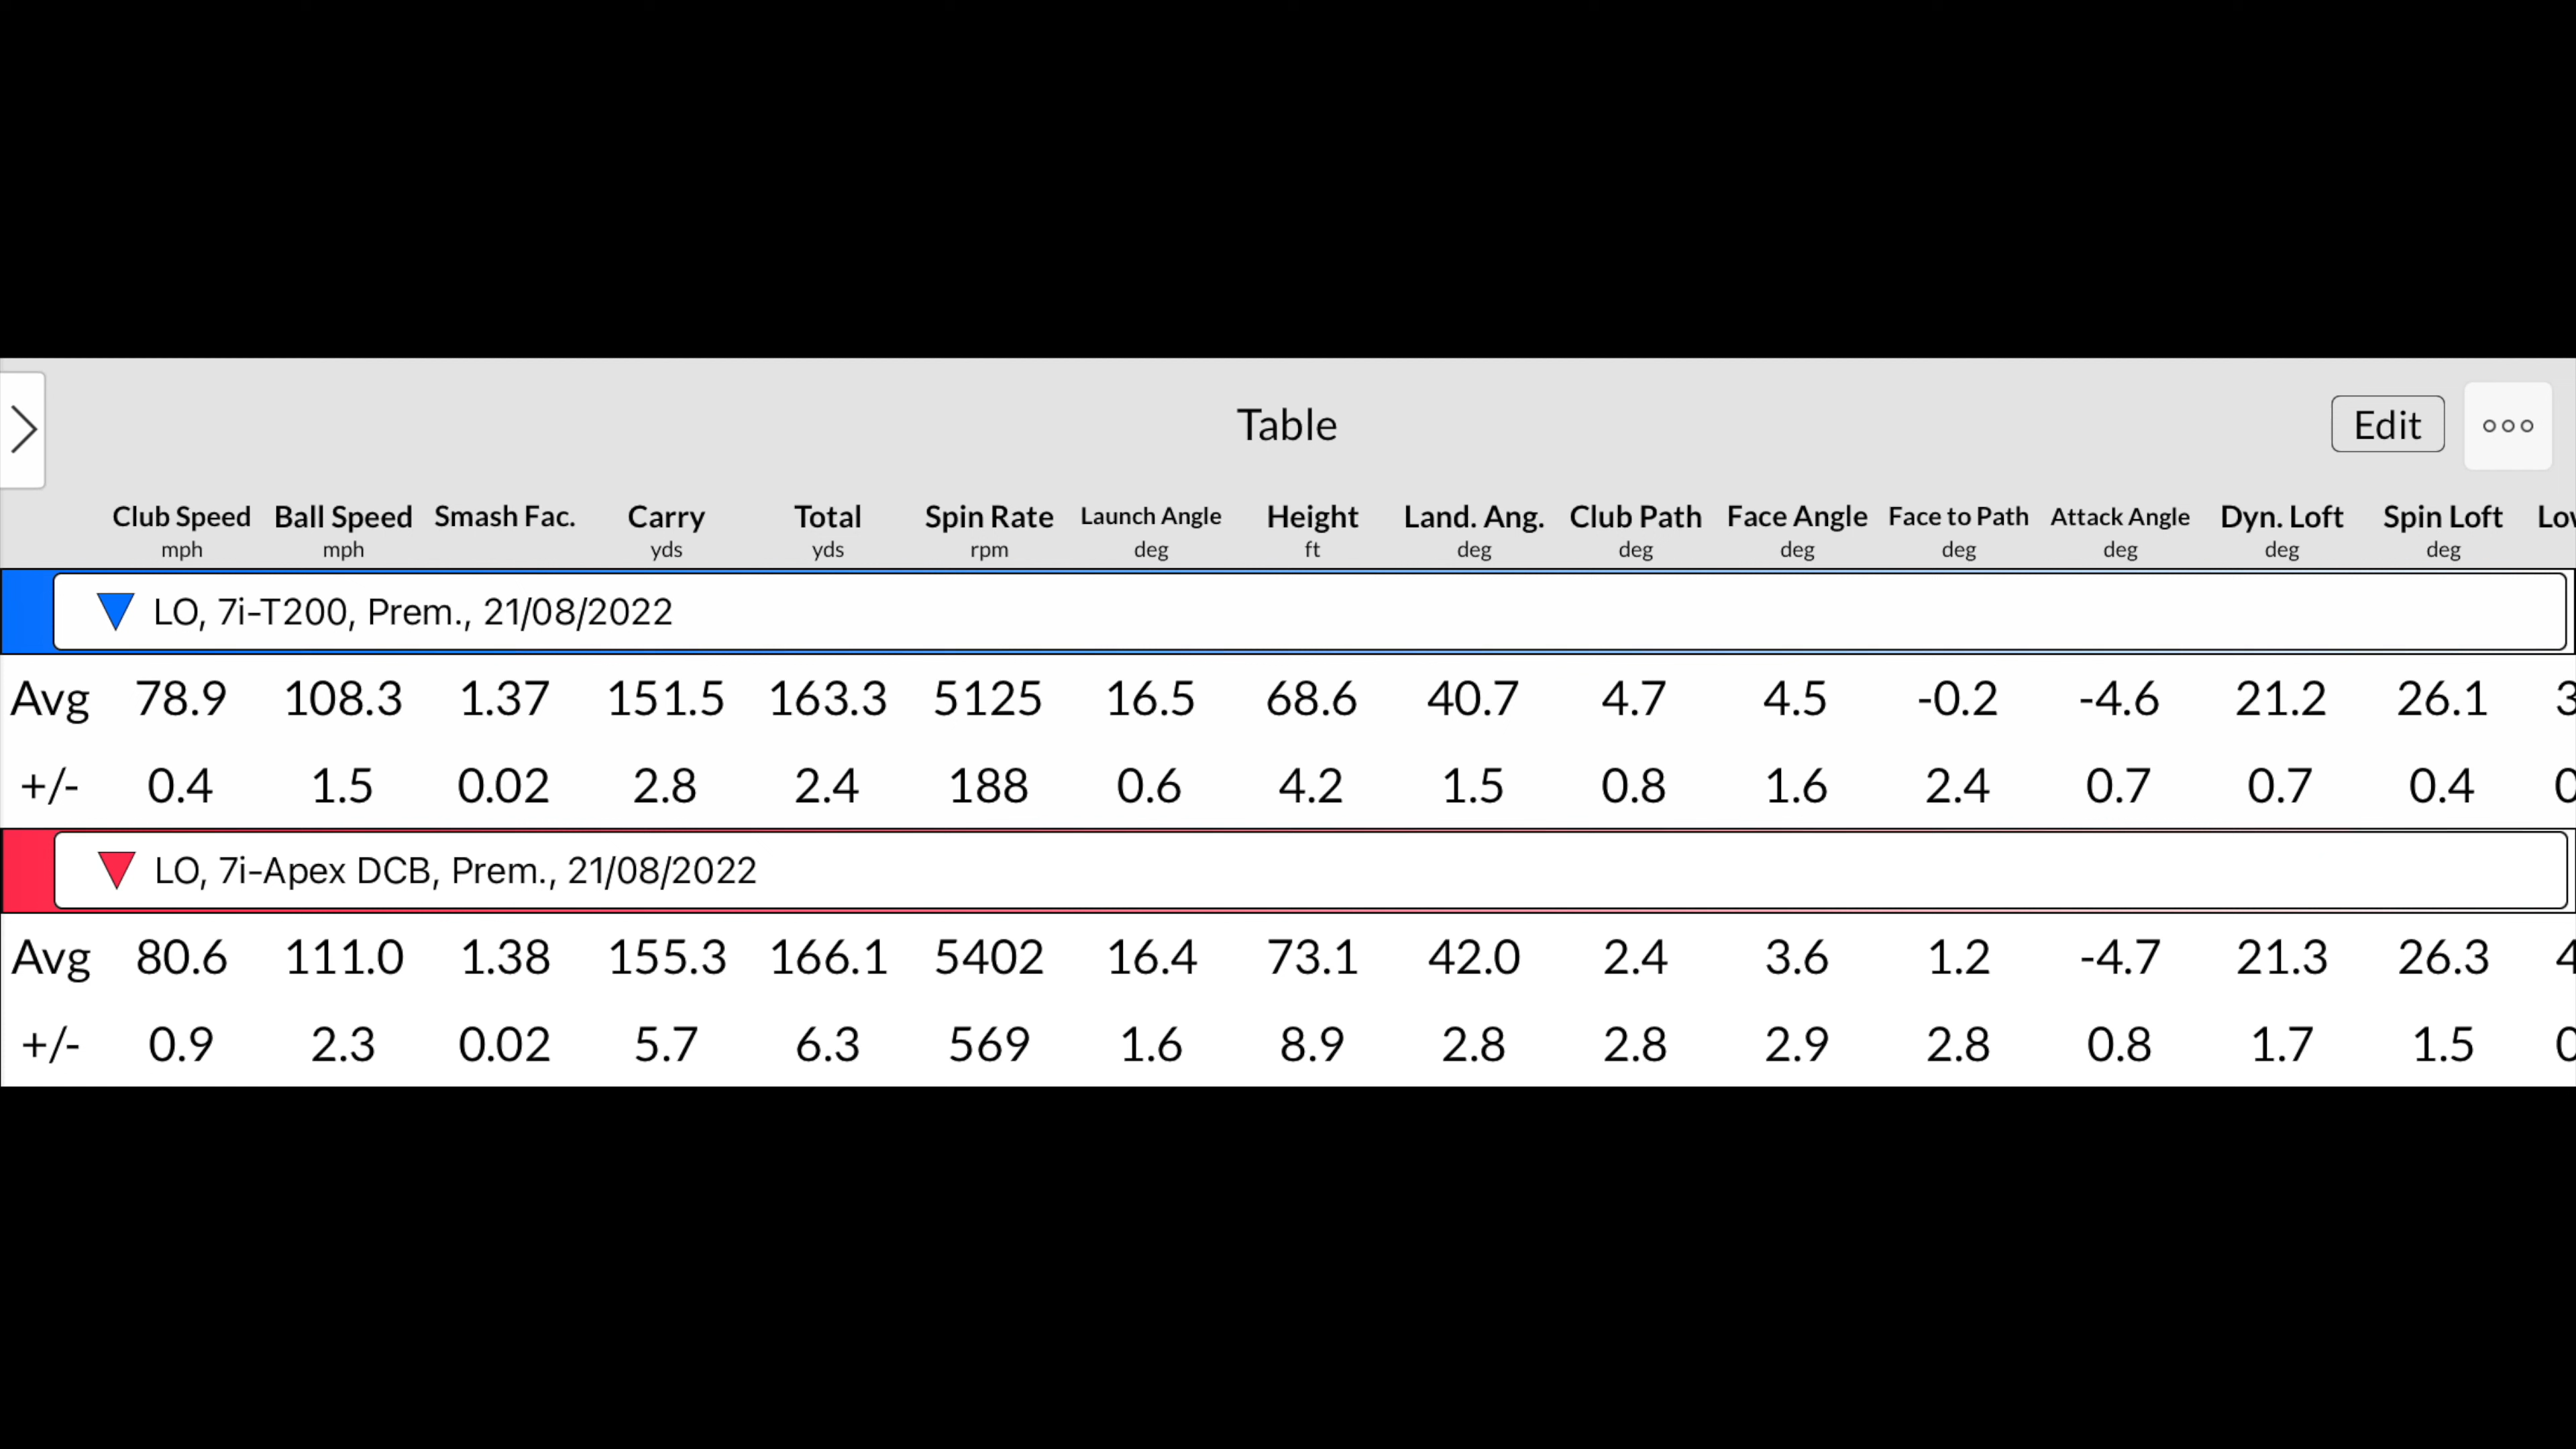 Table
Edit
Club Speed Ball Speed Smash Fac. Carry Total Spin Rate Launch Angle Height Land. Ang. Club Path Face Angle Face to Path Attack Angle Dyn. Loft Spin Loft
mph mph yds yds rpm deg ft deg deg deg deg deg deg deg
LO, 7i-T200, Prem., 21/08/2022
Avg 78.9 108.3 1.37 151.5 163.3 5125 16.5 68.6 40.7 4.7 4.5 -0.2 -4.6 21.2 26.1
+/- 0.4 1.5 0.02 2.8 2.4 188 0.6 4.2 1.5 0.8 1.6 2.4 0.7 0.7 0.4
LO, 7i-Apex DCB, Prem., 21/08/2022
Avg 80.6 111.0 1.38 155.3 166.1 5402 16.4 73.1 42.0 2.4 3.6 1.2 -4.7 21.3 26.3
+/- 0.9 2.3 0.02 5.7 6.3 569 1.6 8.9 2.8 2.8 2.9 2.8 0.8 1.7 1.5